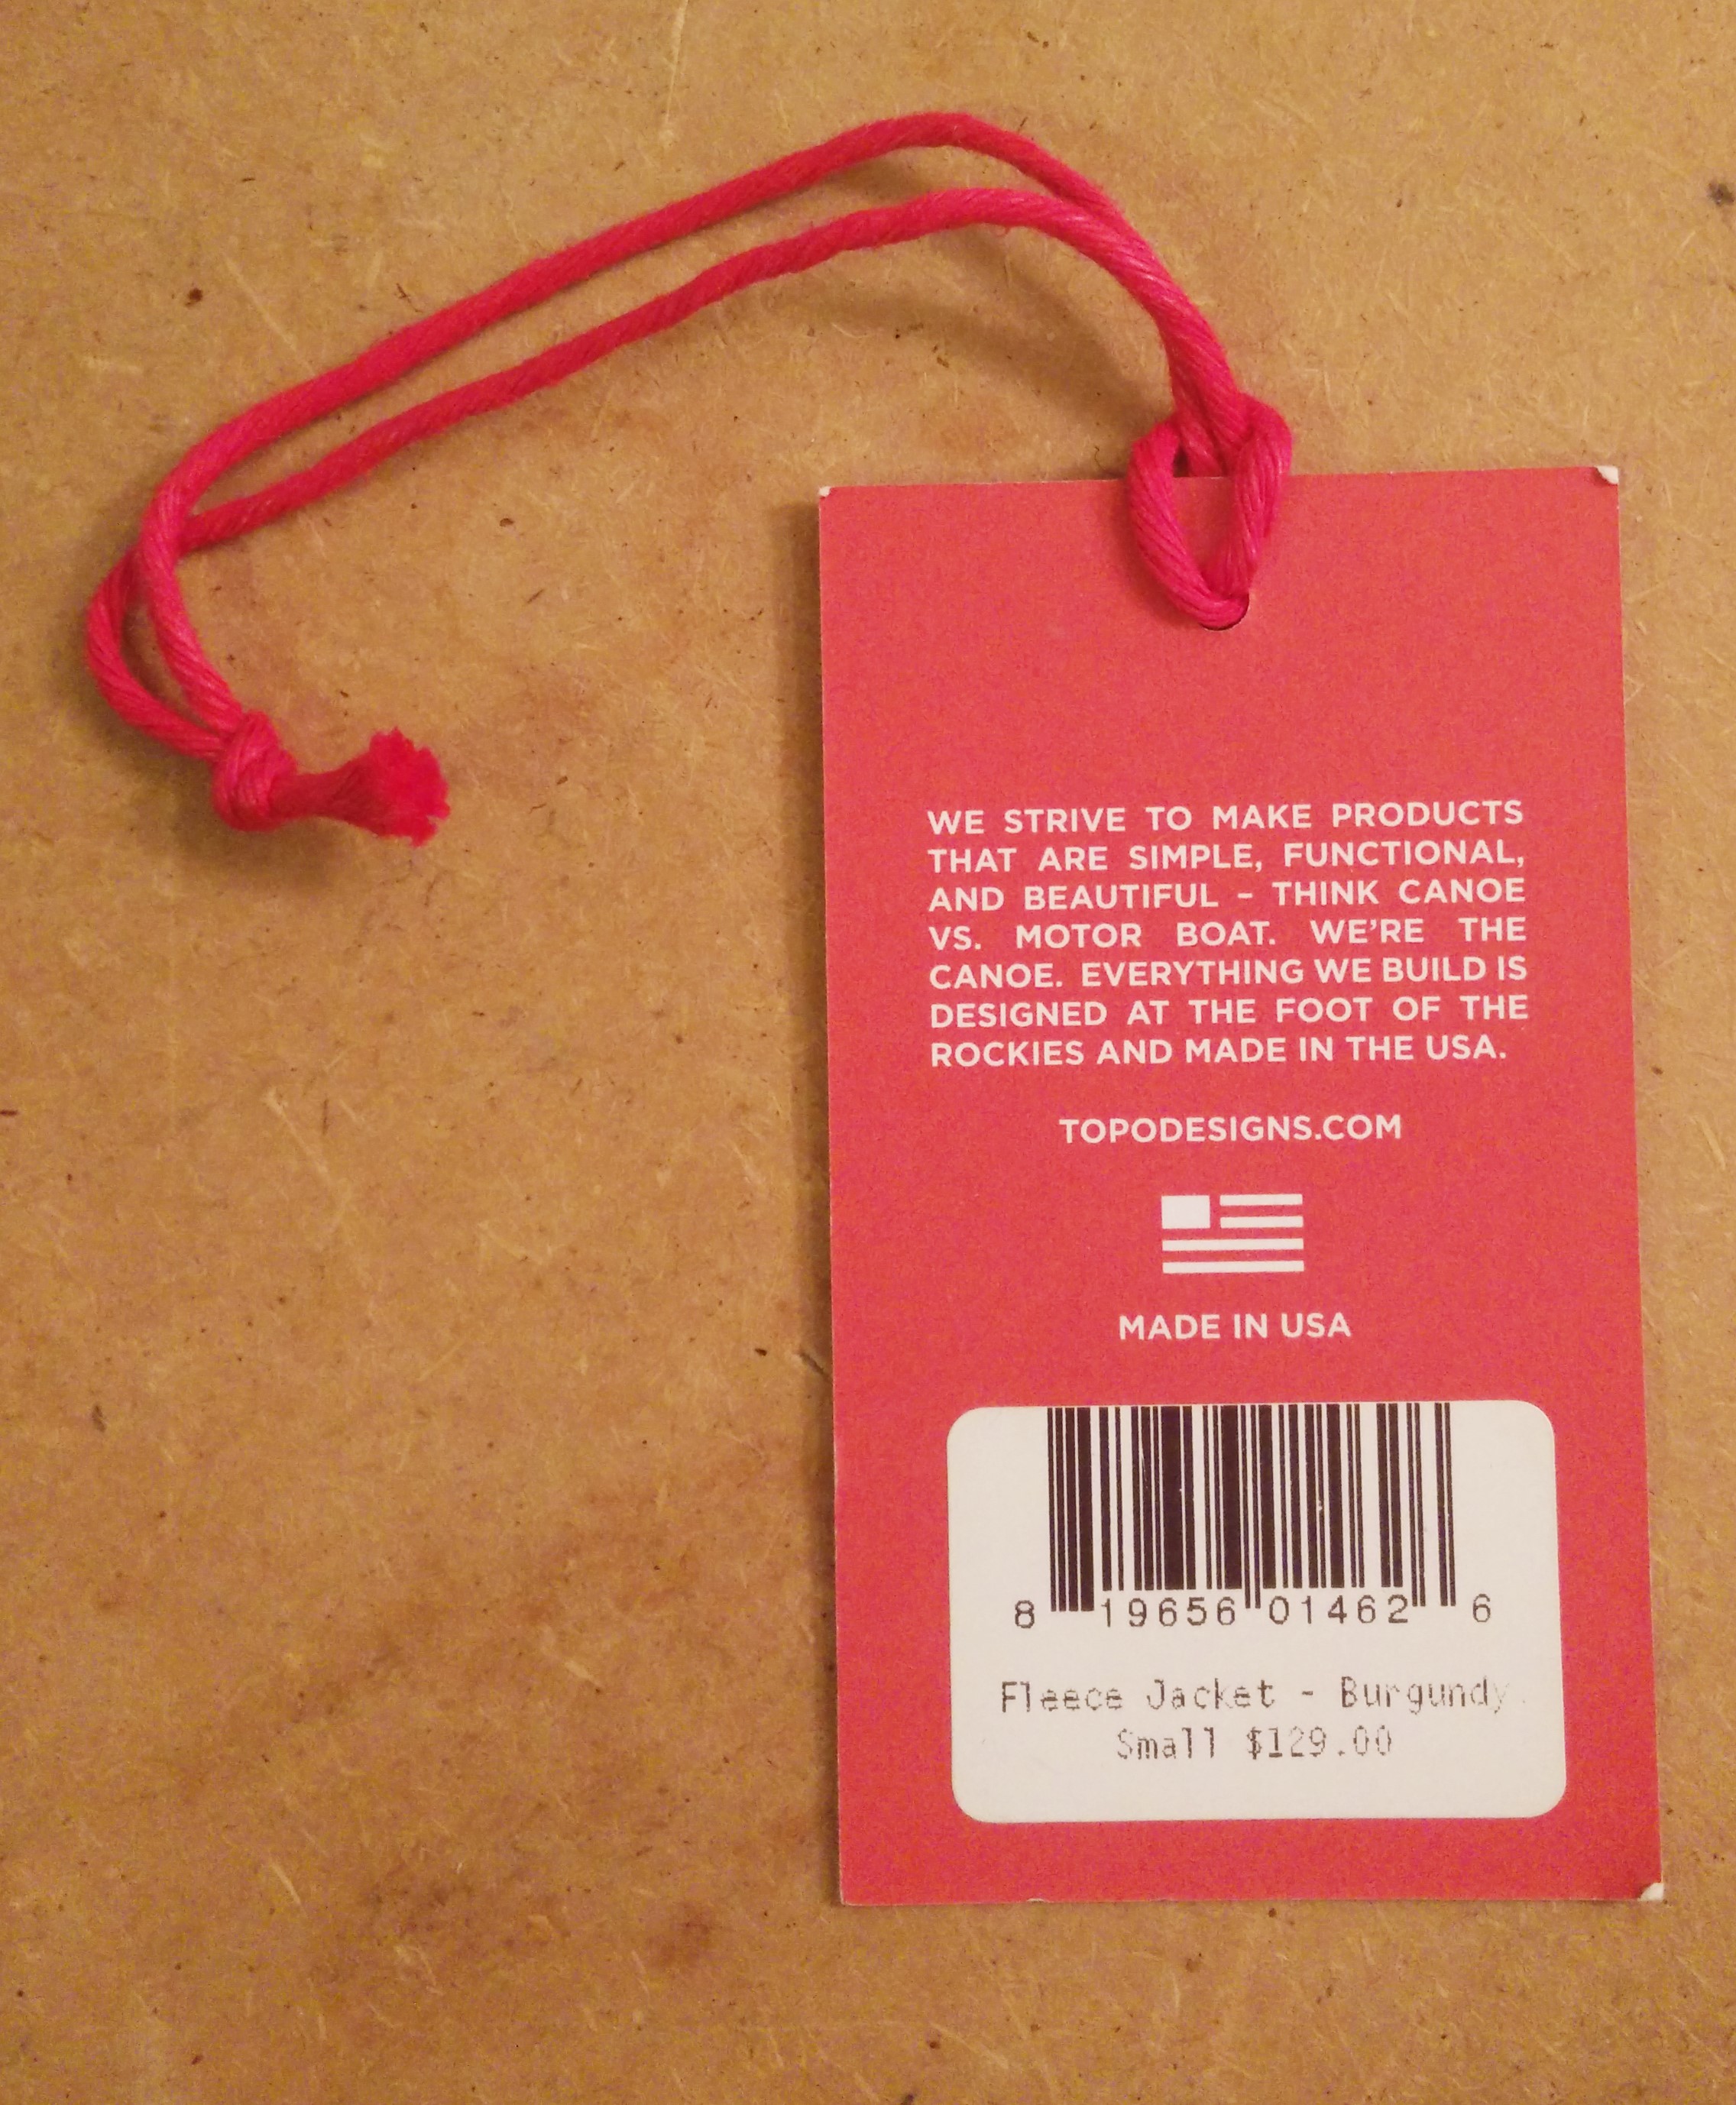 WE STRIVE TO MAKE PRODUCTS
THAT ARE SIMPLE, FUNCTIONAL,
AND BEAUTIFUL – THINK CANOE
VS. MOTOR BOAT. WE'RE THE
CANOE. EVERYTHING WE BUILD IS
DESIGNED AT THE FOOT OF THE
ROCKIES AND MADE IN THE USA.
TOPODESIGNS.COM
MADE IN USA
8 19656 01462 6
Fleece Jacket - Burgundy
Small $129.00